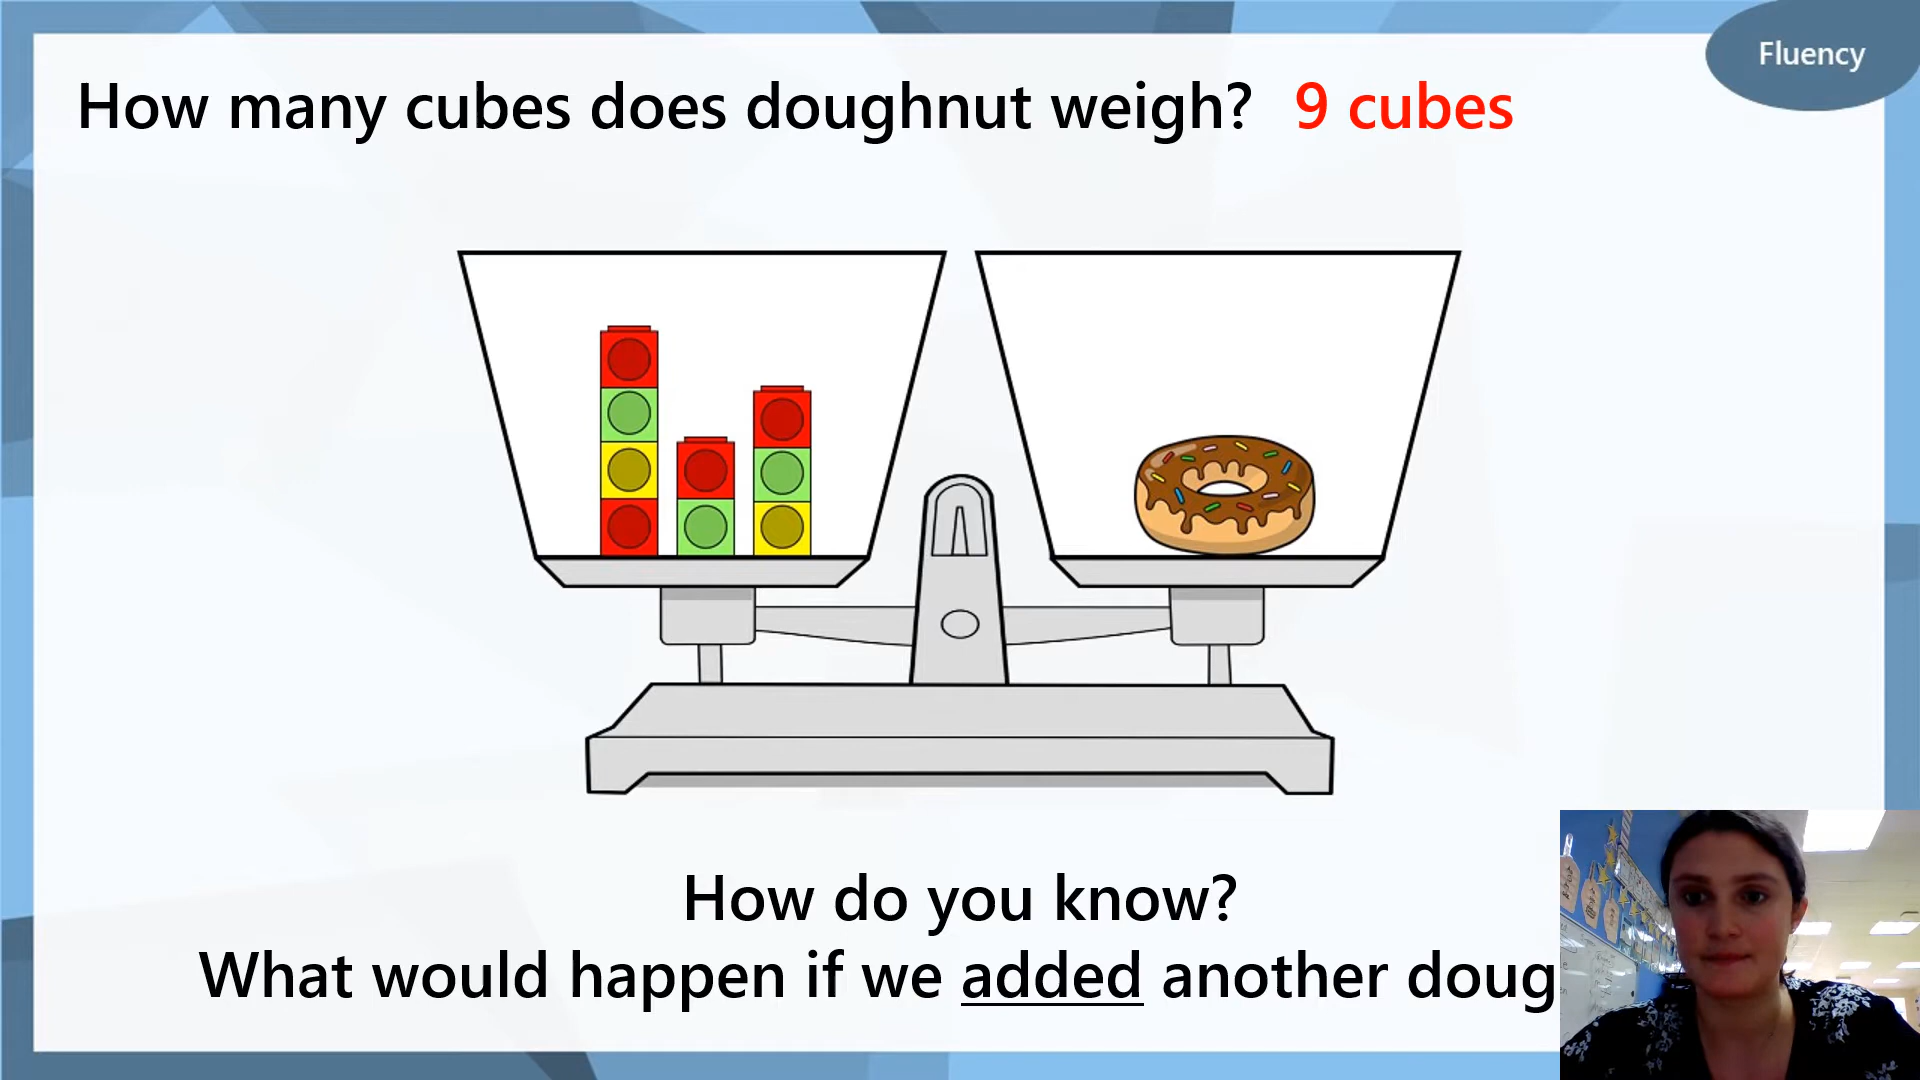 Fluency
How many cubes does doughnut weigh? 9 cubes
How do you know?
What would happen if we added another doug